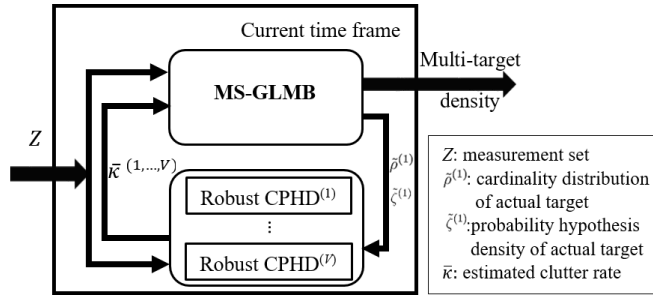 Current time frame
Multi-target
density
MS-GLMB
Z
κ̄ (1,…,V)
ρ̃⁽¹⁾
ζ̃⁽¹⁾
Robust CPHD⁽¹⁾
⋮
Robust CPHD⁽ⱽ⁾
Z: measurement set
ρ̃⁽¹⁾: cardinality distribution
of actual target
ζ̃⁽¹⁾:probability hypothesis
density of actual target
κ̄: estimated clutter rate